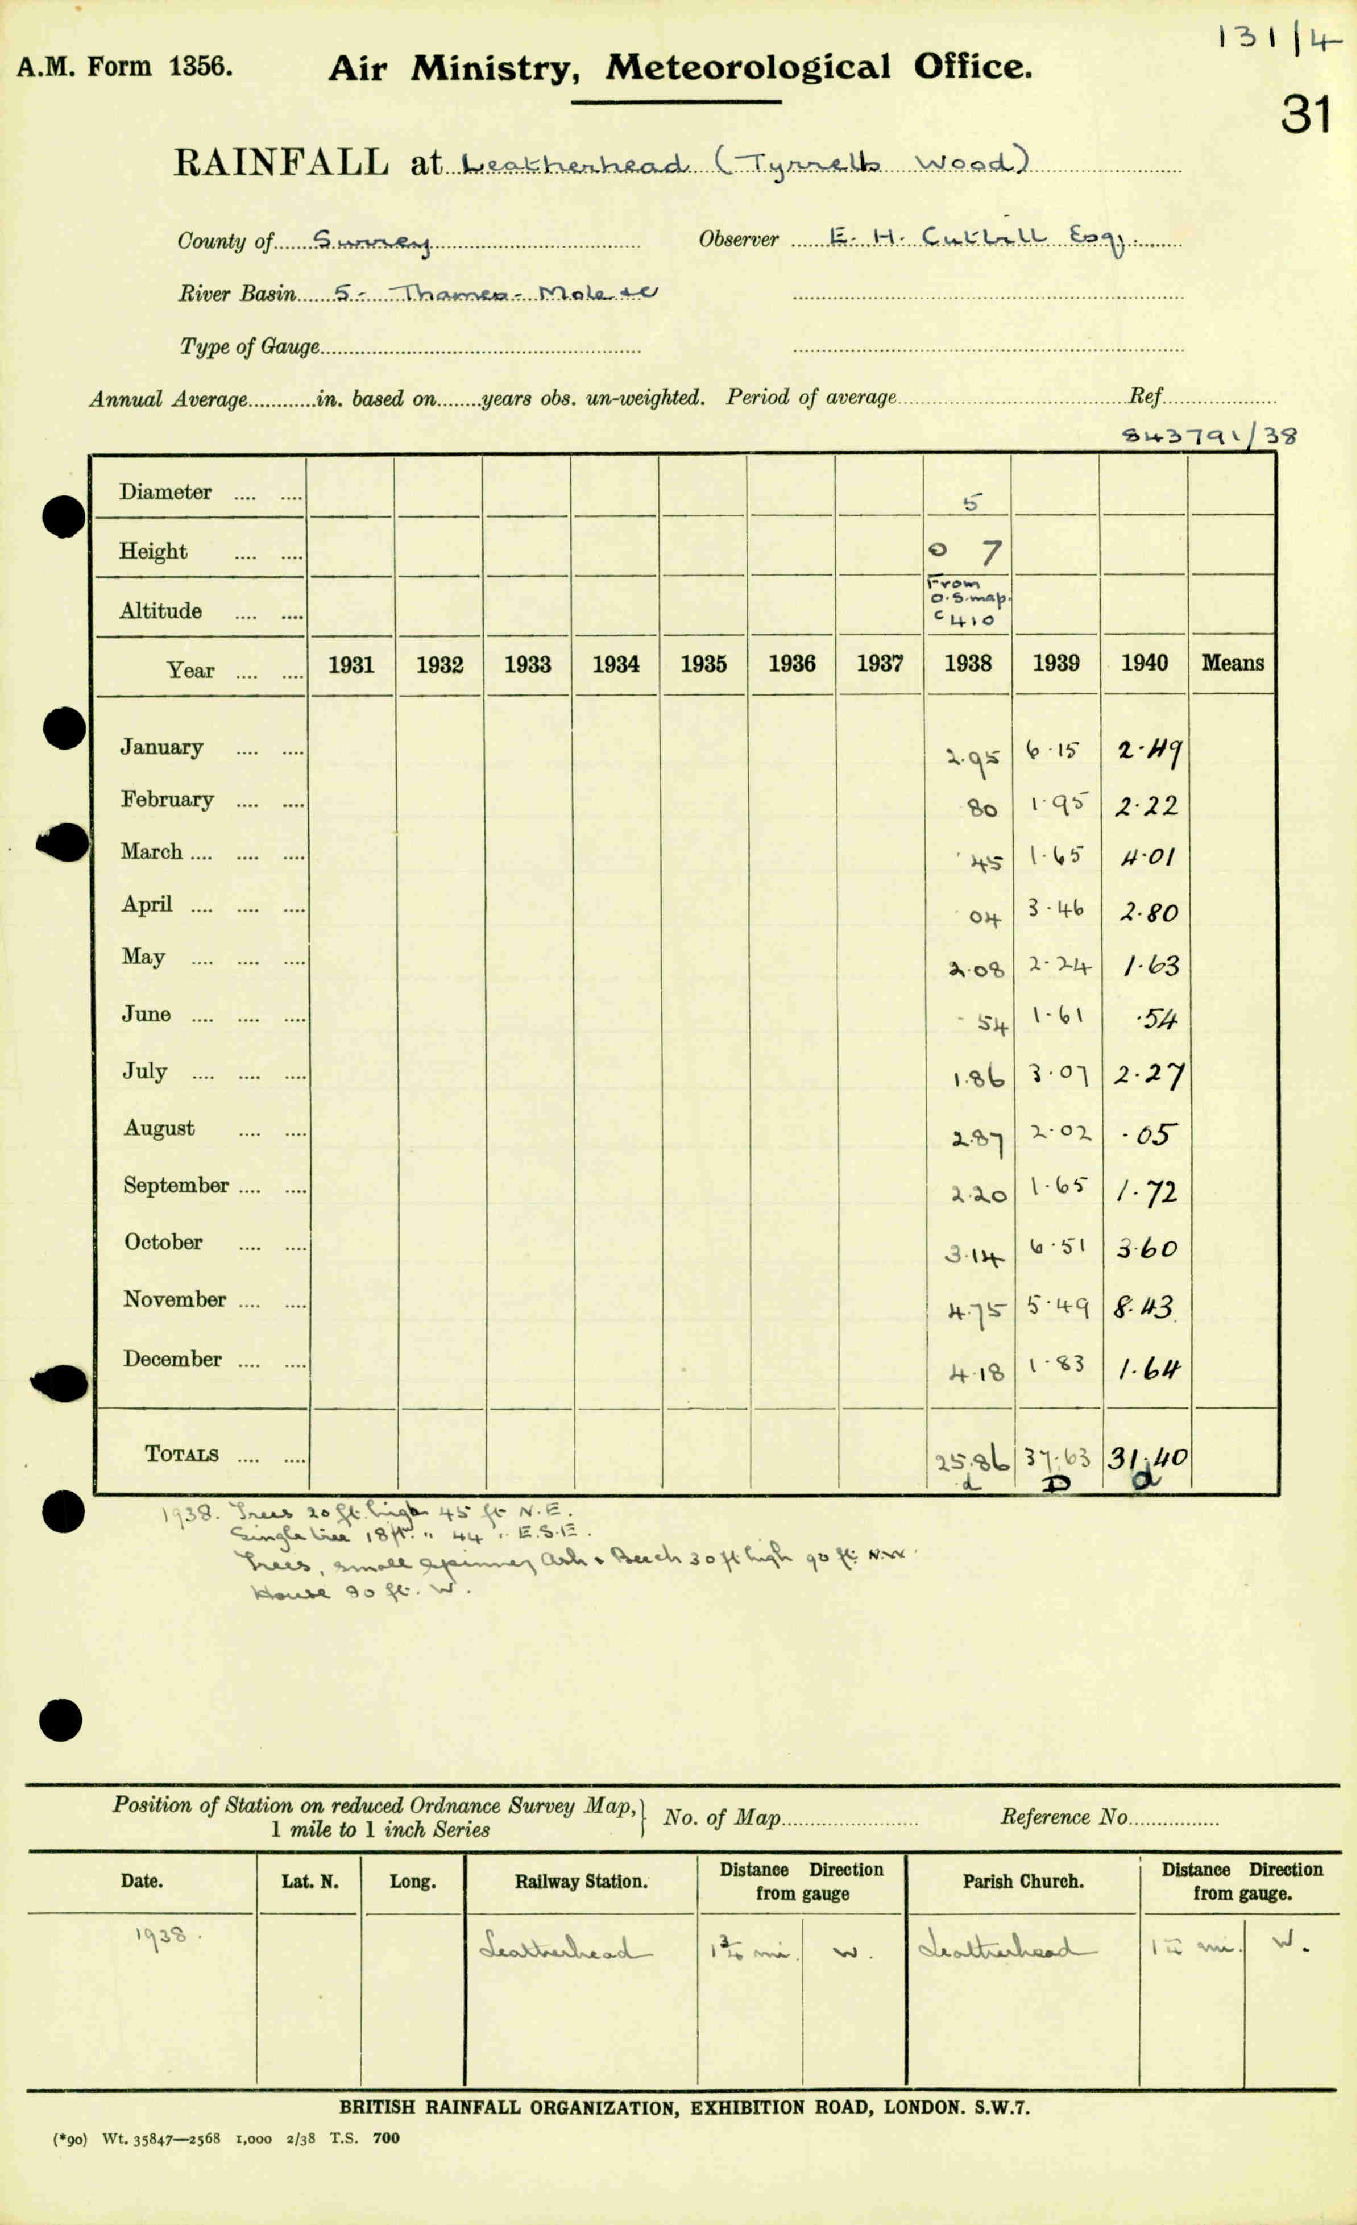 131/4
A.M. Form 1356. Air Ministry, Meteorological Office.
31
RAINFALL at Leatherhead (Tyrrells Wood)
County of Surrey Observer E. H. Cuthill Esq.
River Basin 5- Thames - Mole &c
Type of Gauge
Annual Average in. based on years obs. un-weighted. Period of average Ref
843791/38
Diameter 5
Height 0 7
Altitude From O.S. map. c 410
Year 1931 1932 1933 1934 1935 1936 1937 1938 1939 1940 Means
January 2.95 6.15 2.49
February .80 1.95 2.22
March .45 1.65 4.01
April .04 3.46 2.80
May 2.08 2.24 1.63
June .54 1.61 .54
July 1.86 3.07 2.27
August 2.87 2.02 .05
September 2.20 1.65 1.72
October 3.14 6.51 3.60
November 4.75 5.49 8.43
December 4.18 1.83 1.64
TOTALS 25.86 37.63 31.40
d D d
1938. Trees 20 ft. high 45 ft N.E.
Single tree 18 ft. " 44 " E.S.E.
Trees, small spinney Ash & Beech 30 ft high 90 ft. N.W.
House 90 ft. W.
Position of Station on reduced Ordnance Survey Map, 1 mile to 1 inch Series } No. of Map Reference No
Date. Lat. N. Long. Railway Station. Distance Direction from gauge Parish Church. Distance Direction from gauge.
1938. Leatherhead 1¾ mi. W. Leatherhead 1¼ mi. W.
BRITISH RAINFALL ORGANIZATION, EXHIBITION ROAD, LONDON. S.W.7.
(*90) Wt. 35847—2568 1,000 2/38 T.S. 700